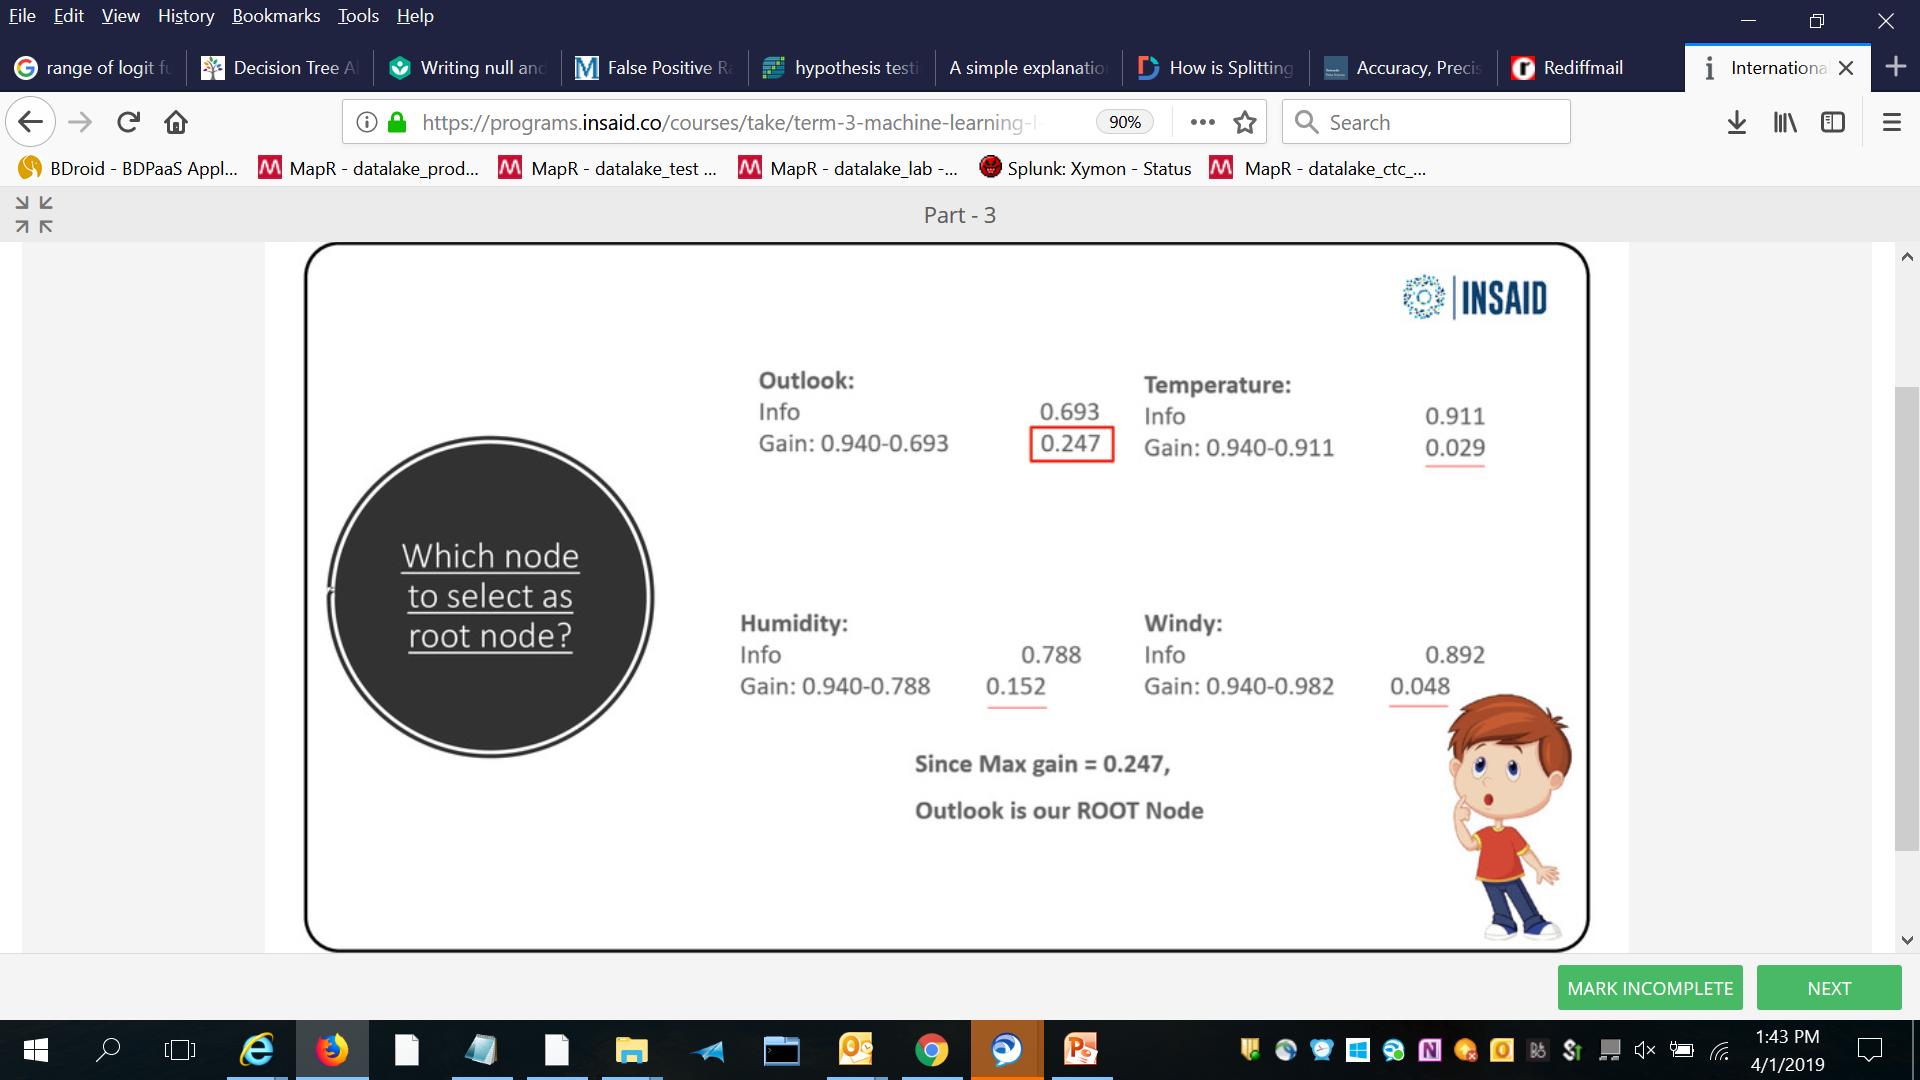 File Edit View History Bookmarks Tools Help
range of logit fu
Decision Tree Al
Writing null and
False Positive Ra
hypothesis testi
A simple explanatio
How is Splitting
Accuracy, Precis
Rediffmail
Internationa
https://programs.insaid.co/courses/take/term-3-machine-learning-l
90%
Search
BDroid - BDPaaS Appl...
MapR - datalake_prod...
MapR - datalake_test ...
MapR - datalake_lab -...
Splunk: Xymon - Status
MapR - datalake_ctc_...
Part - 3
INSAID
Which node
to select as
root node?
Outlook:
Info 0.693
Gain: 0.940-0.693 0.247
Temperature:
Info 0.911
Gain: 0.940-0.911 0.029
Humidity:
Info 0.788
Gain: 0.940-0.788 0.152
Windy:
Info 0.892
Gain: 0.940-0.982 0.048
Since Max gain = 0.247,
Outlook is our ROOT Node
MARK INCOMPLETE
NEXT
1:43 PM
4/1/2019